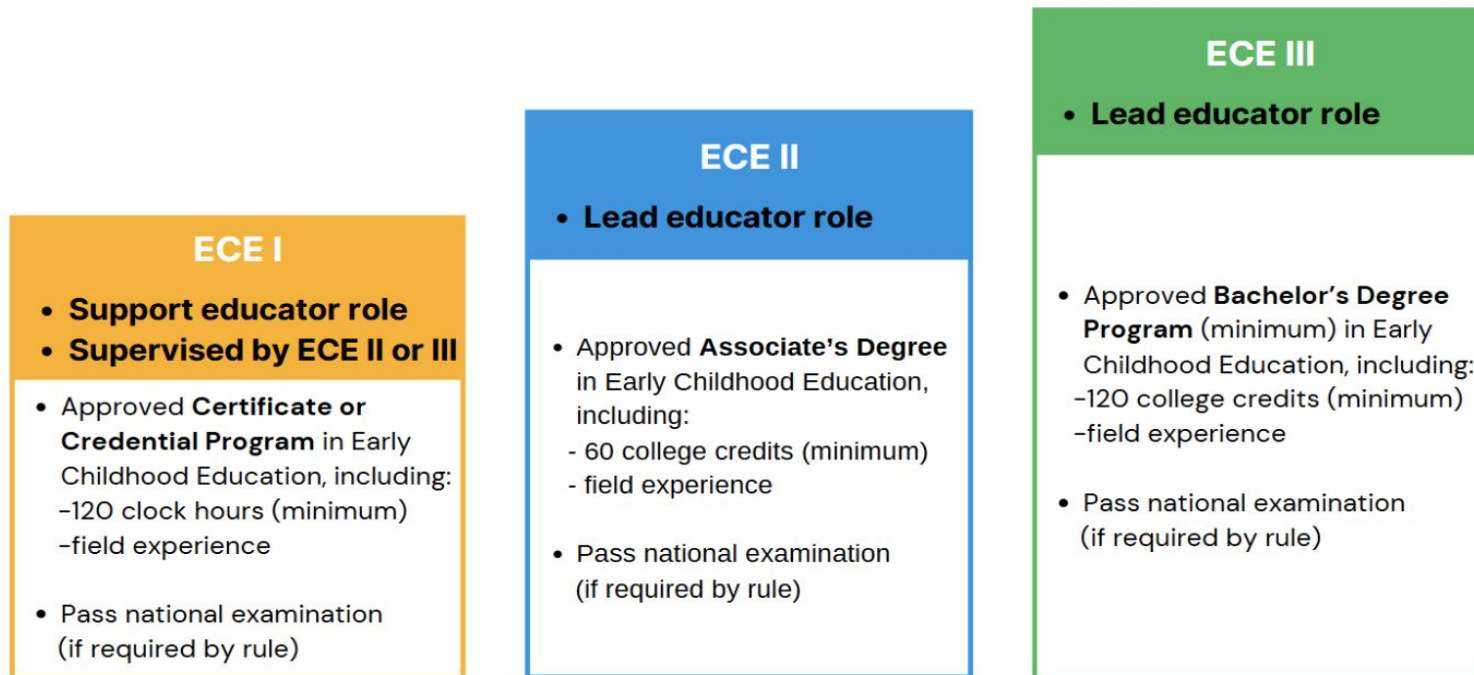 ECE I
• Support educator role
• Supervised by ECE II or III
• Approved Certificate or
Credential Program in Early
Childhood Education, including:
-120 clock hours (minimum)
-field experience
• Pass national examination
(if required by rule)
ECE II
• Lead educator role
• Approved Associate's Degree
in Early Childhood Education,
including:
- 60 college credits (minimum)
- field experience
• Pass national examination
(if required by rule)
ECE III
• Lead educator role
• Approved Bachelor's Degree
Program (minimum) in Early
Childhood Education, including:
-120 college credits (minimum)
-field experience
• Pass national examination
(if required by rule)